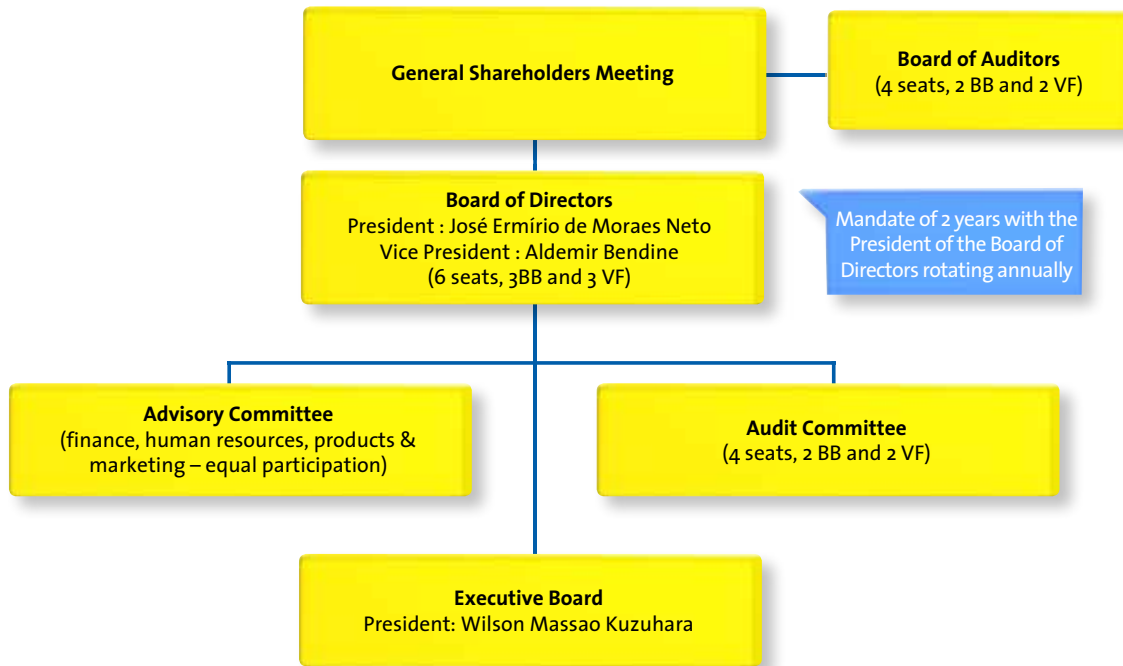 General Shareholders Meeting
Board of Auditors
(4 seats, 2 BB and 2 VF)
Board of Directors
President : José Ermírio de Moraes Neto
Vice President : Aldemir Bendine
(6 seats, 3BB and 3 VF)
Mandate of 2 years with the
President of the Board of
Directors rotating annually
Advisory Committee
(finance, human resources, products &
marketing – equal participation)
Audit Committee
(4 seats, 2 BB and 2 VF)
Executive Board
President: Wilson Massao Kuzuhara